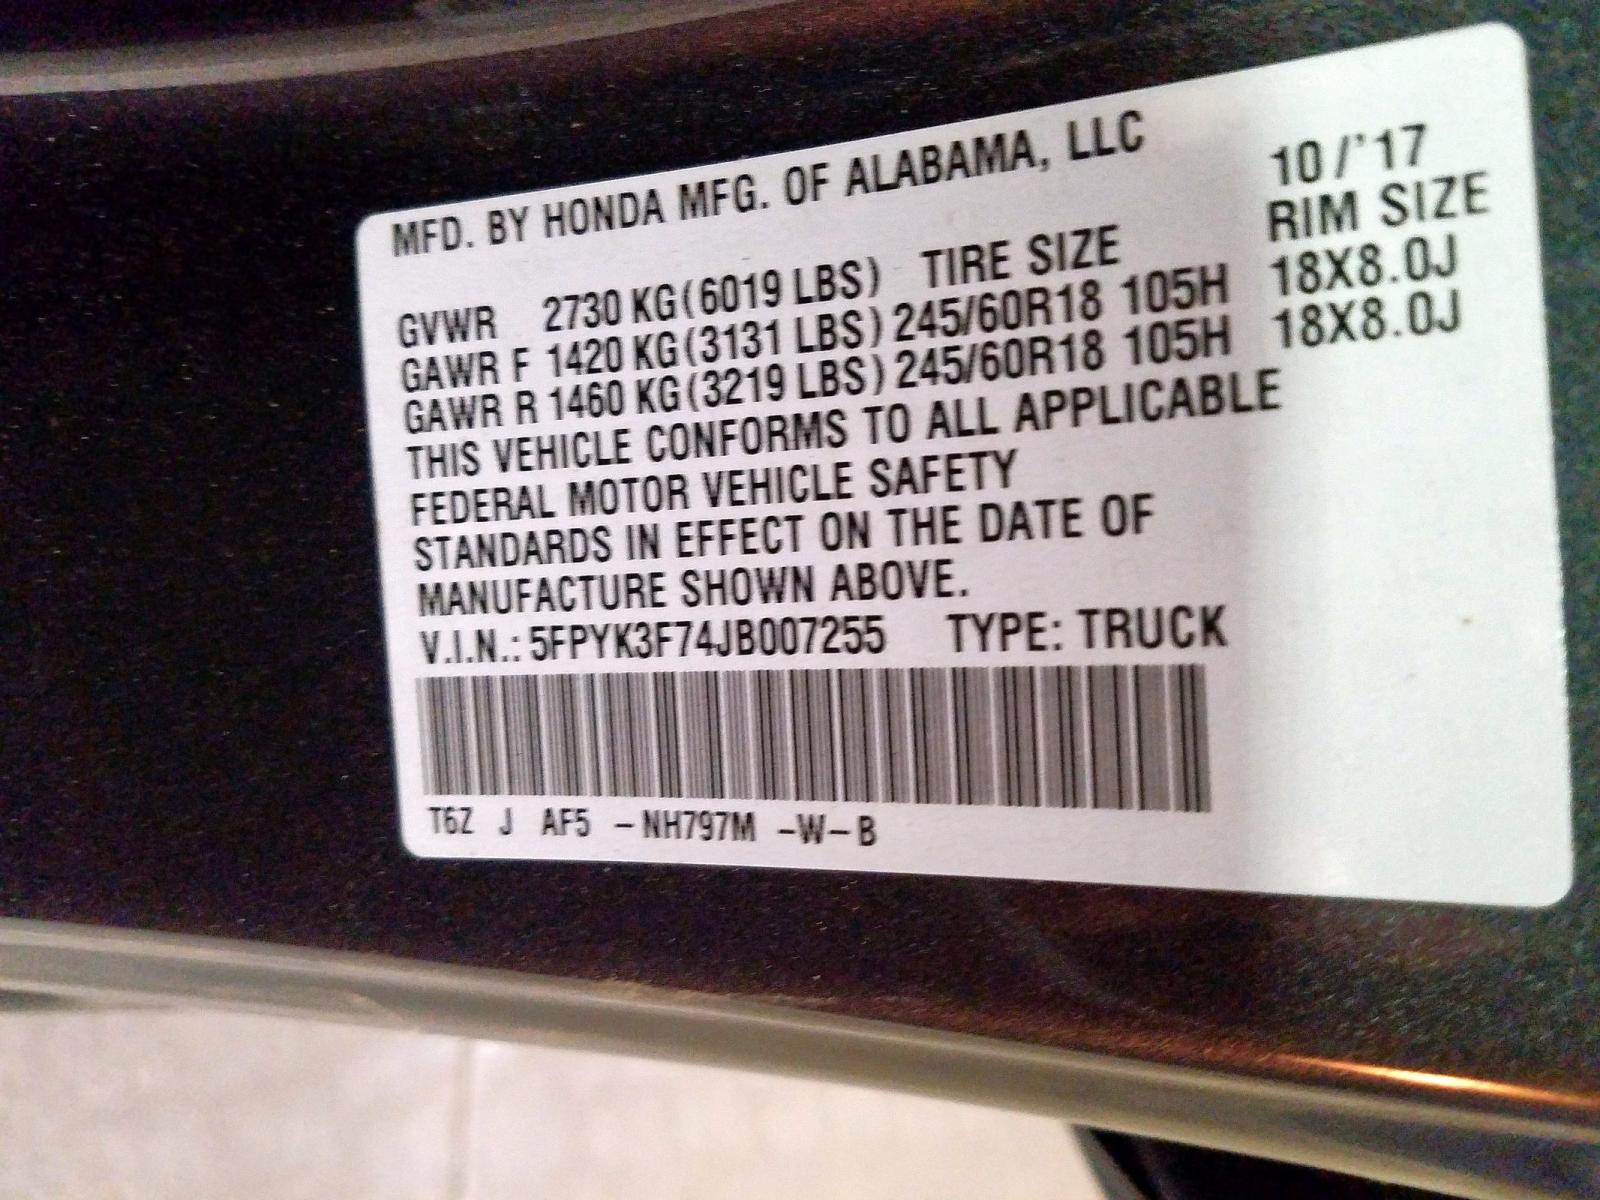 MFD. BY HONDA MFG. OF ALABAMA, LLC 10/'17
GVWR 2730 KG(6019 LBS) TIRE SIZE RIM SIZE
GAWR F 1420 KG(3131 LBS) 245/60R18 105H 18X8.0J
GAWR R 1460 KG(3219 LBS) 245/60R18 105H 18X8.0J
THIS VEHICLE CONFORMS TO ALL APPLICABLE
FEDERAL MOTOR VEHICLE SAFETY
STANDARDS IN EFFECT ON THE DATE OF
MANUFACTURE SHOWN ABOVE.
V.I.N.: 5FPYK3F74JB007255 TYPE: TRUCK
T6Z J AF5 -NH797M -W-B